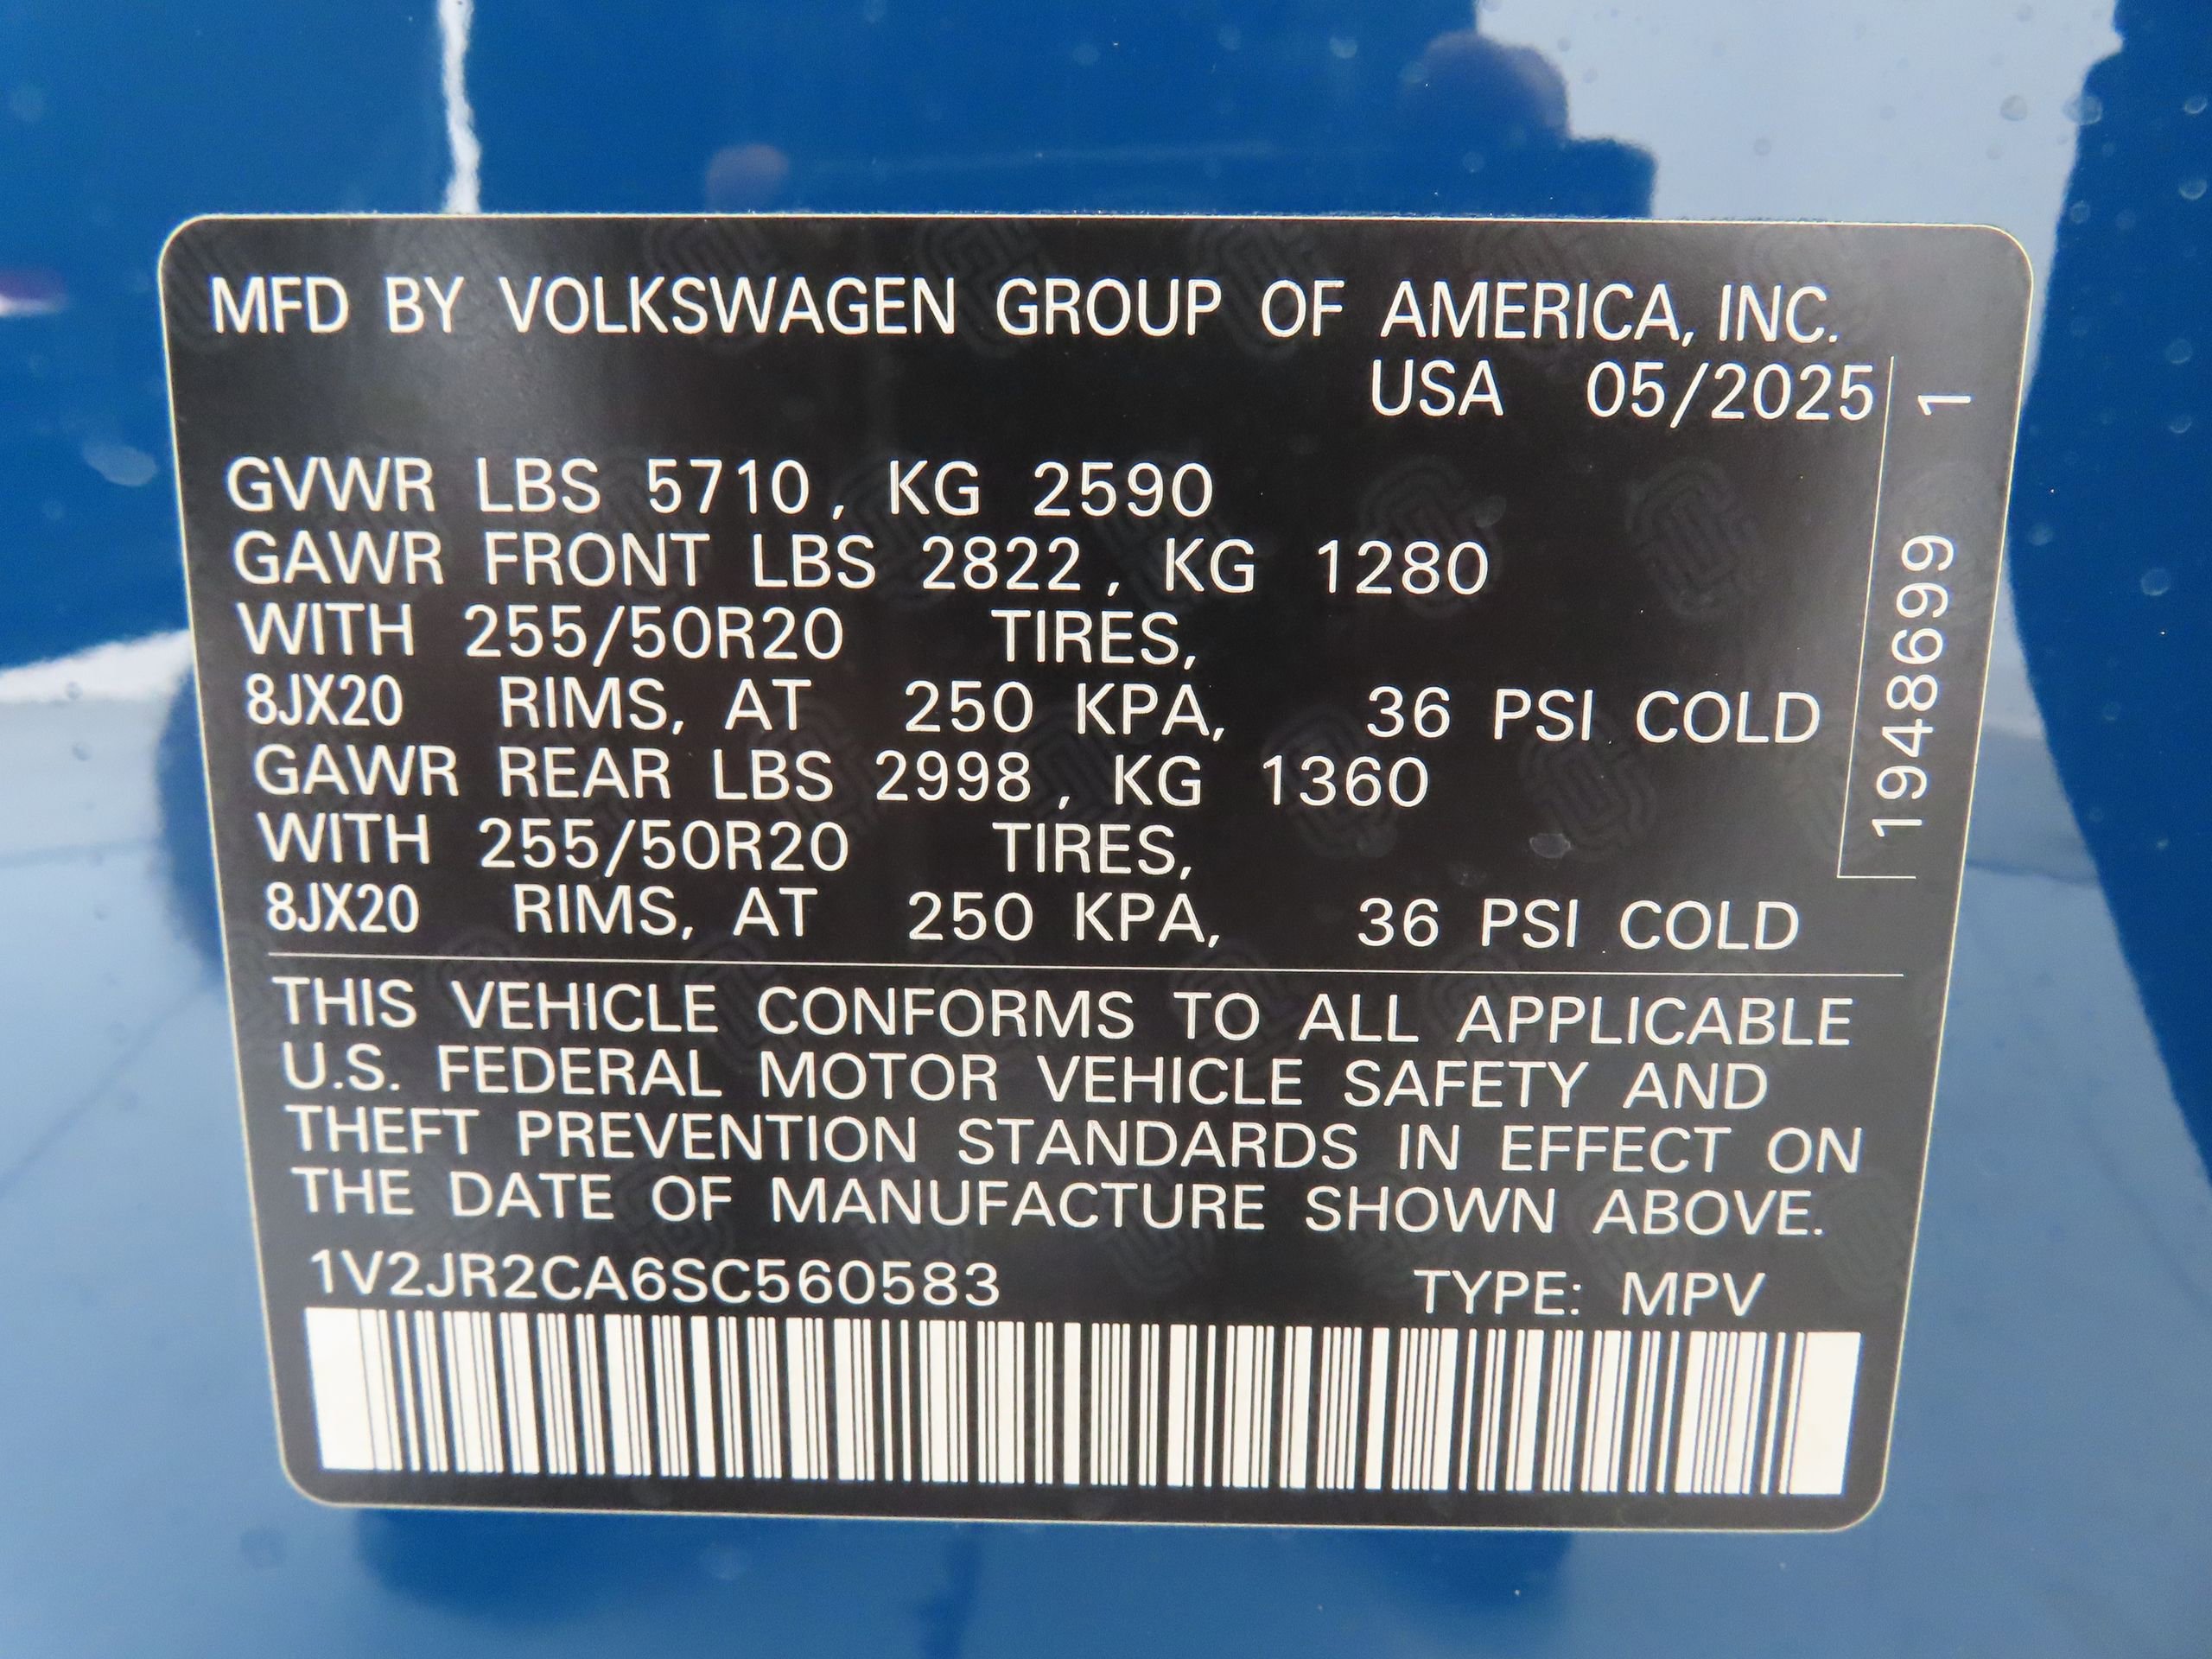 MFD BY VOLKSWAGEN GROUP OF AMERICA, INC.
USA 05/2025
GVWR LBS 5710, KG 2590
GAWR FRONT LBS 2822, KG 1280
WITH 255/50R20 TIRES,
8JX20 RIMS, AT 250 KPA, 36 PSI COLD
GAWR REAR LBS 2998, KG 1360
WITH 255/50R20 TIRES,
8JX20 RIMS, AT 250 KPA, 36 PSI COLD
1948699 1
THIS VEHICLE CONFORMS TO ALL APPLICABLE
U.S. FEDERAL MOTOR VEHICLE SAFETY AND
THEFT PREVENTION STANDARDS IN EFFECT ON
THE DATE OF MANUFACTURE SHOWN ABOVE.
1V2JR2CA6SC560583 TYPE: MPV